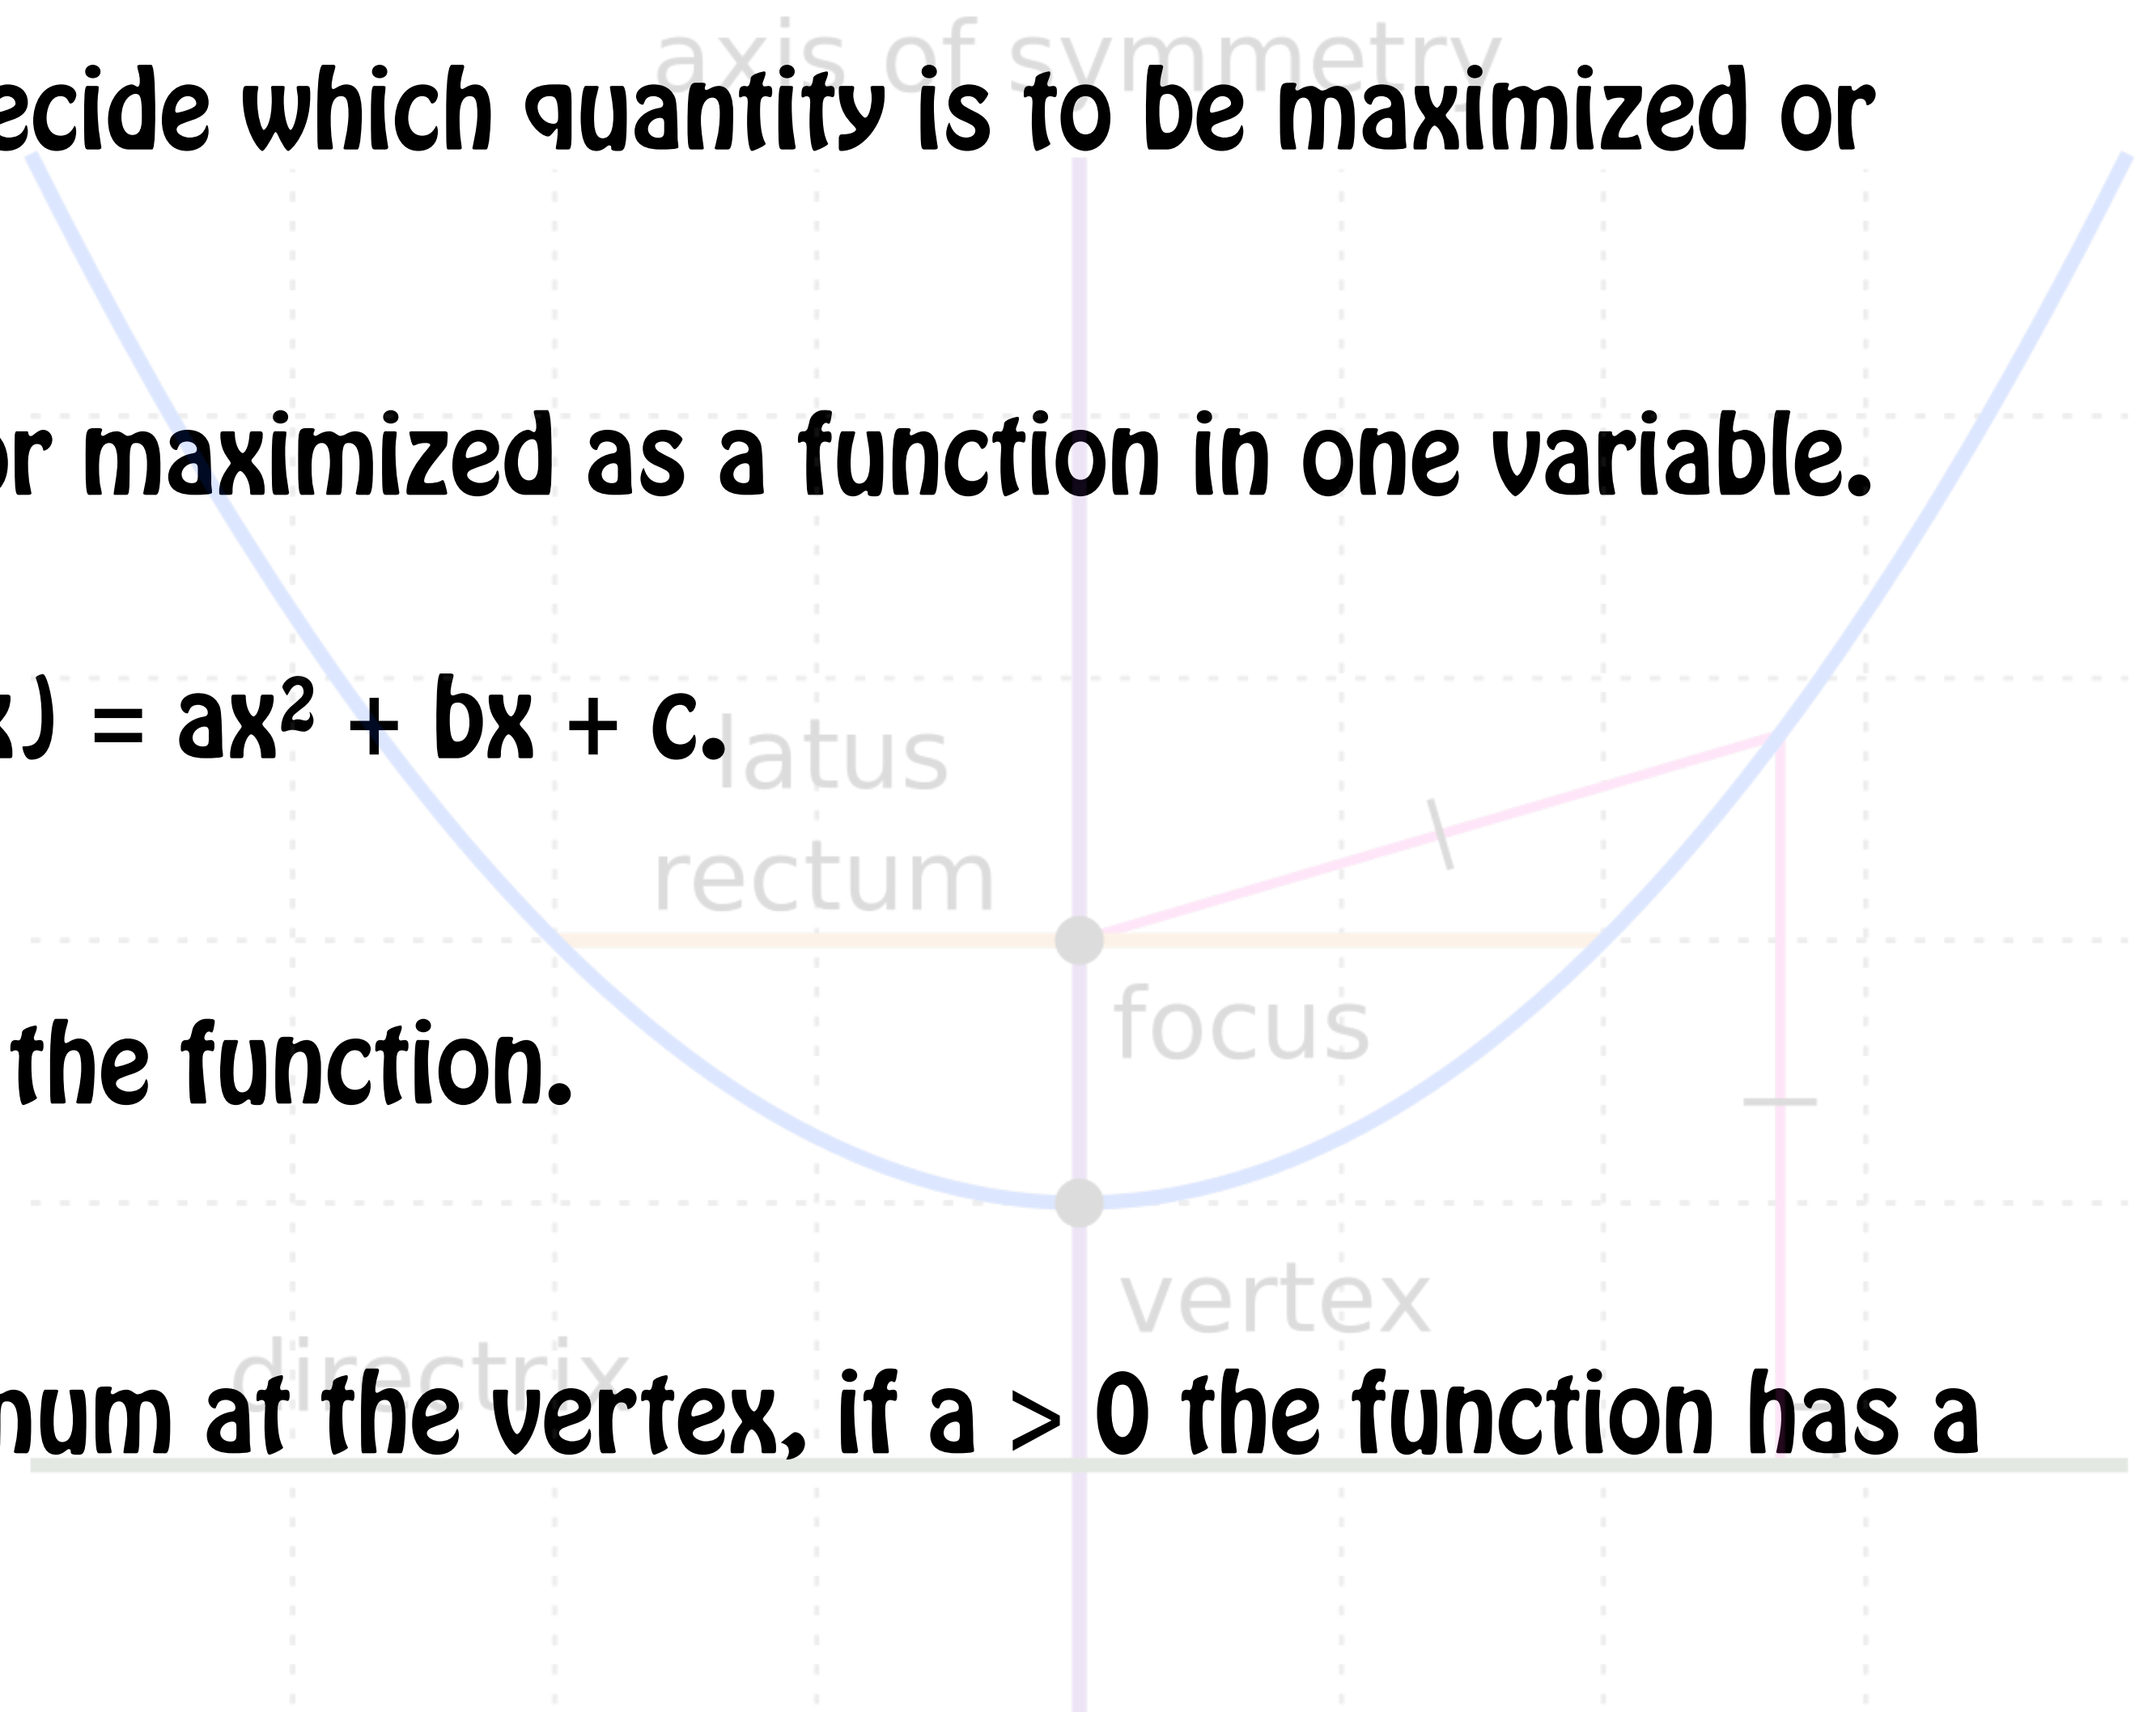 axis of symmetry
ecide which quantity is to be maximized or
r maximized as a function in one variable.
) = ax² + bx + c.
latus
rectum
the function.
focus
vertex
directrix
um at the vertex, if a > 0 the function has a